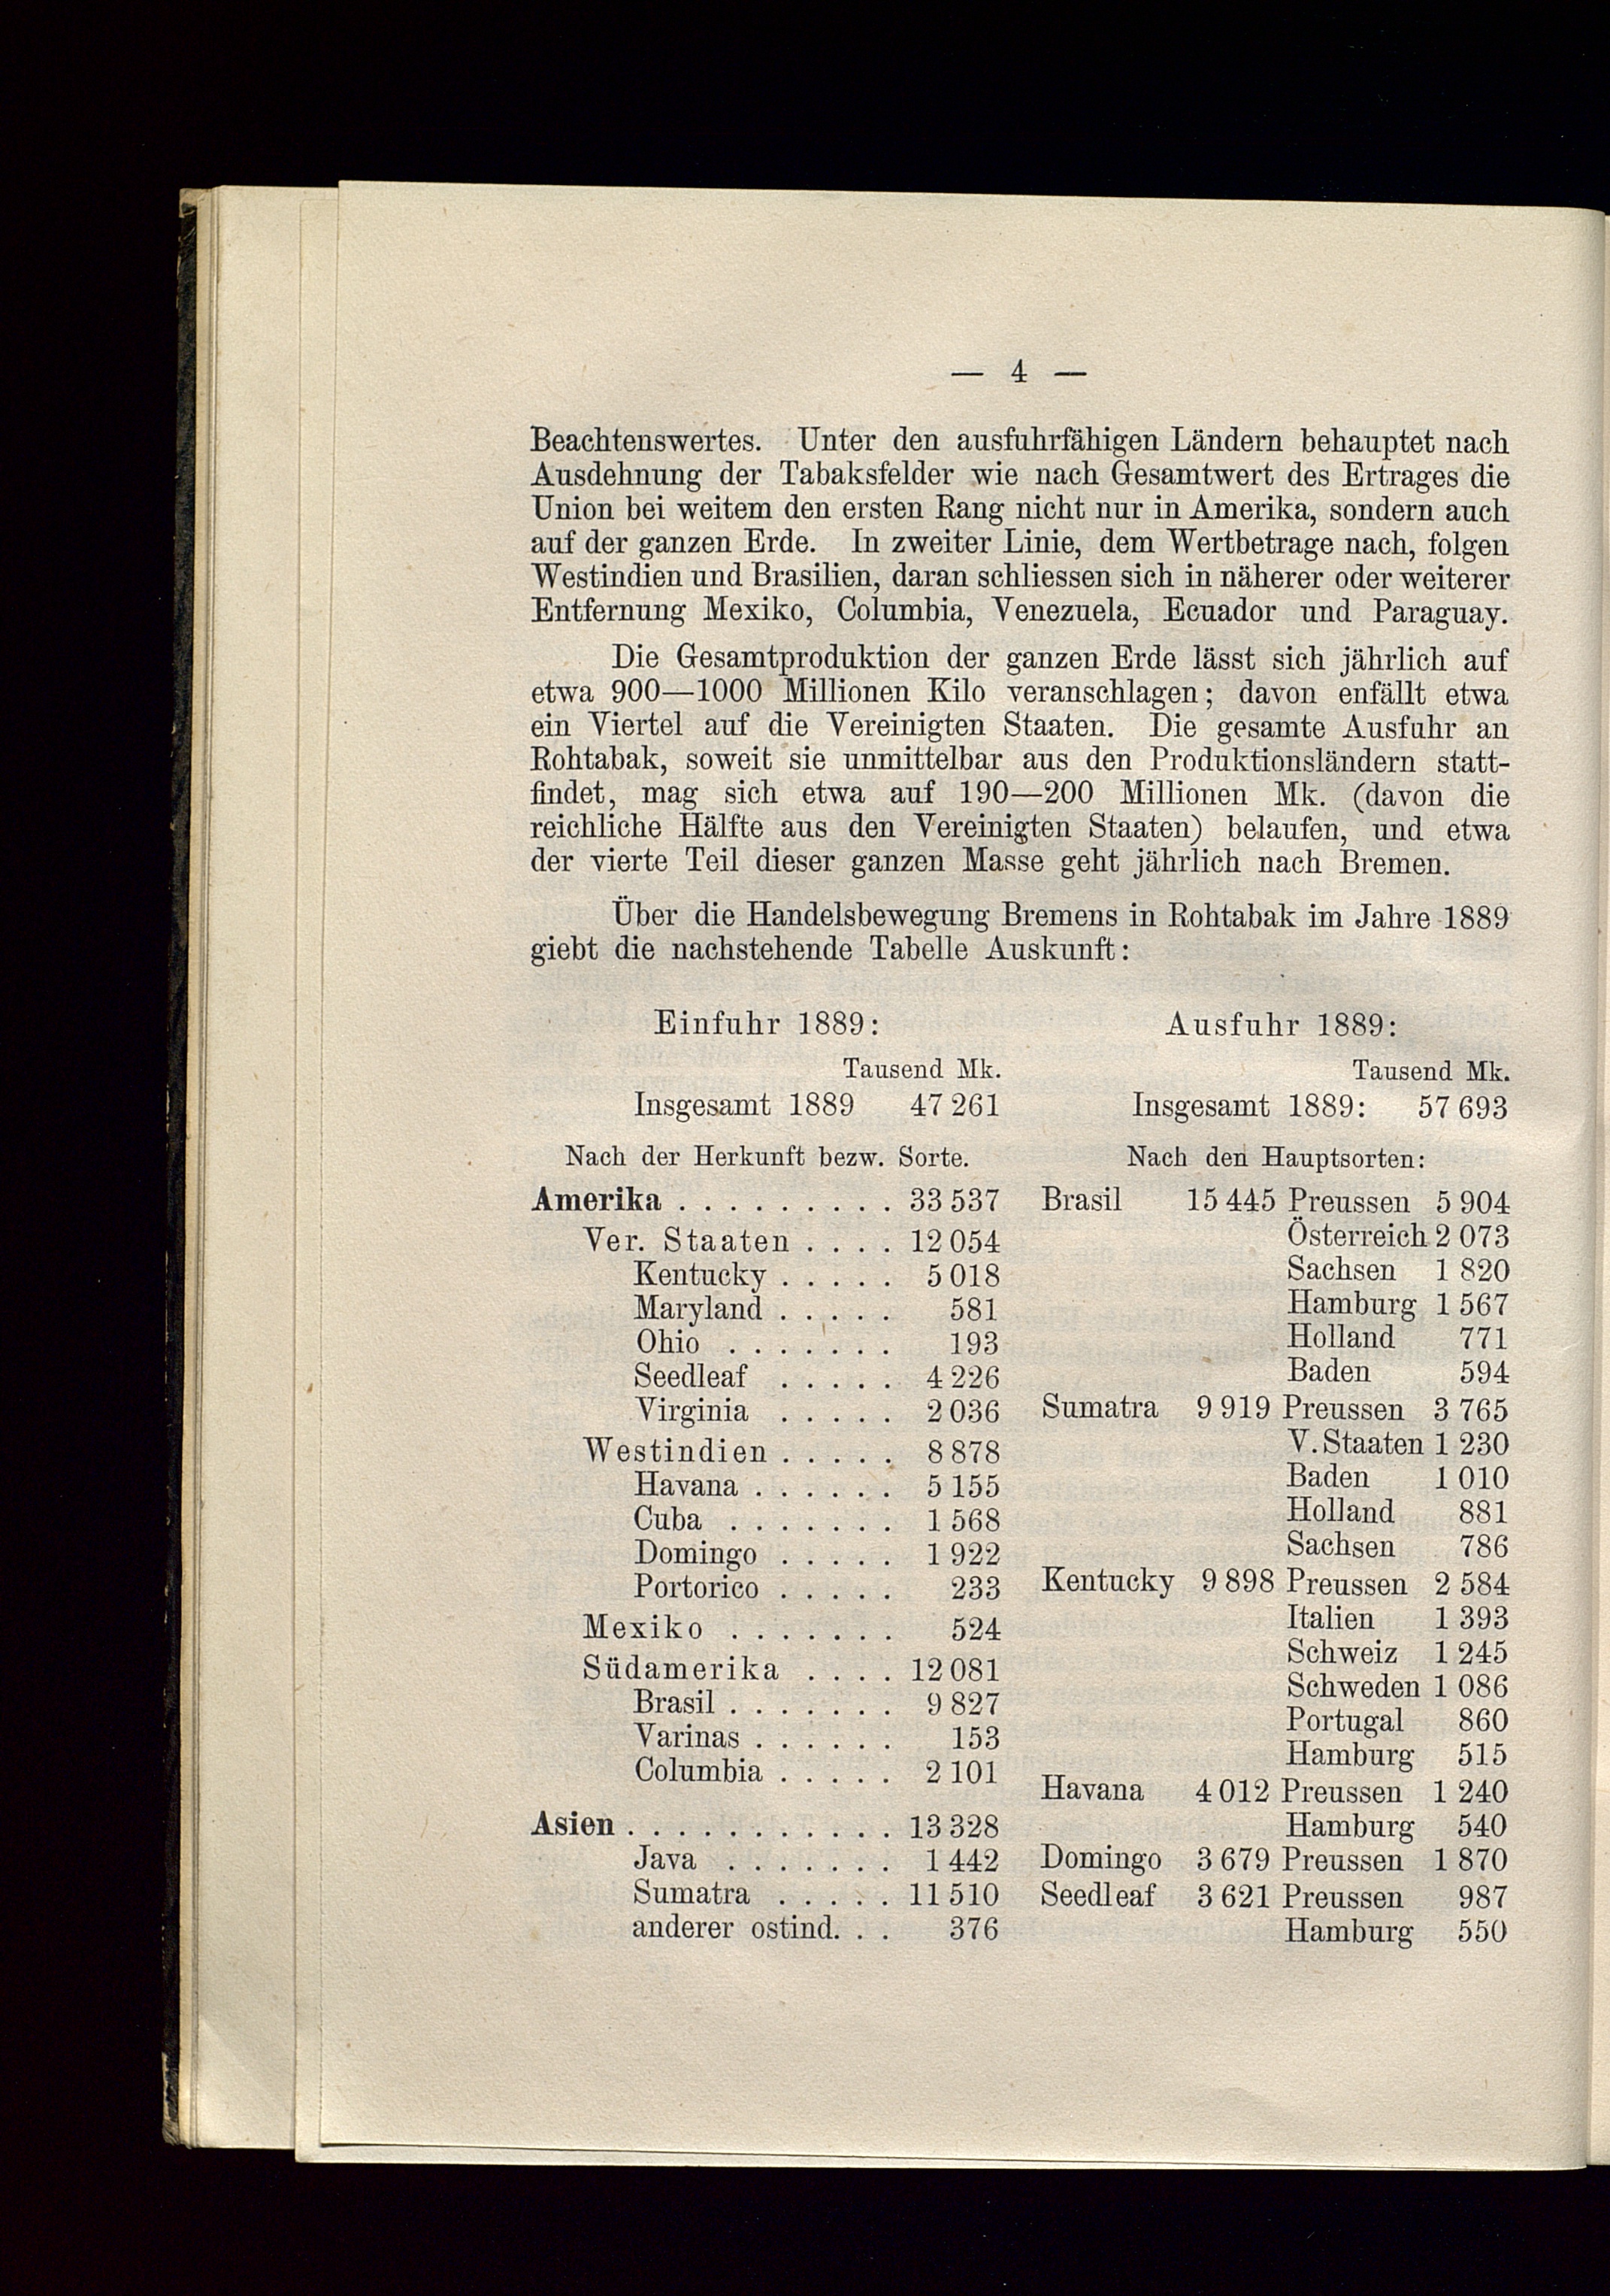 — 4 —
Beachtenswertes. Unter den ausfuhrfähigen Ländern behauptet nach
Ausdehnung der Tabaksfelder wie nach Gesamtwert des Ertrages die
Union bei weitem den ersten Rang nicht nur in Amerika, sondern auch
auf der ganzen Erde. In zweiter Linie, dem Wertbetrage nach, folgen
Westindien und Brasilien, daran schliessen sich in näherer oder weiterer
Entfernung Mexiko, Columbia, Venezuela, Ecuador und Paraguay.
Die Gesamtproduktion der ganzen Erde lässt sich jährlich auf
etwa 900—1000 Millionen Kilo veranschlagen; davon enfällt etwa
ein Viertel auf die Vereinigten Staaten. Die gesamte Ausfuhr an
Rohtabak, soweit sie unmittelbar aus den Produktionsländern statt-
findet, mag sich etwa auf 190—200 Millionen Mk. (davon die
reichliche Hälfte aus den Vereinigten Staaten) belaufen, und etwa
der vierte Teil dieser ganzen Masse geht jährlich nach Bremen.
Über die Handelsbewegung Bremens in Rohtabak im Jahre 1889
giebt die nachstehende Tabelle Auskunft:
Einfuhr 1889:
Tausend Mk.
Insgesamt 1889 47 261
Nach der Herkunft bezw. Sorte.
Amerika . . . . . . . . . 33 537
Ver. Staaten . . . . 12 054
Kentucky . . . . . 5 018
Maryland . . . . . 581
Ohio . . . . . . . 193
Seedleaf . . . . . 4 226
Virginia . . . . . 2 036
Westindien . . . . . 8 878
Havana . . . . . . 5 155
Cuba . . . . . . . 1 568
Domingo . . . . . 1 922
Portorico . . . . . 233
Mexiko . . . . . . . 524
Südamerika . . . . 12 081
Brasil . . . . . . . 9 827
Varinas . . . . . . 153
Columbia . . . . . 2 101
Asien . . . . . . . . . . . 13 328
Java . . . . . . . 1 442
Sumatra . . . . . 11 510
anderer ostind. . . 376
Ausfuhr 1889:
Tausend Mk.
Insgesamt 1889: 57 693
Nach den Hauptsorten:
Brasil 15 445 Preussen 5 904
Österreich 2 073
Sachsen 1 820
Hamburg 1 567
Holland 771
Baden 594
Sumatra 9 919 Preussen 3 765
V. Staaten 1 230
Baden 1 010
Holland 881
Sachsen 786
Kentucky 9 898 Preussen 2 584
Italien 1 393
Schweiz 1 245
Schweden 1 086
Portugal 860
Hamburg 515
Havana 4 012 Preussen 1 240
Hamburg 540
Domingo 3 679 Preussen 1 870
Seedleaf 3 621 Preussen 987
Hamburg 550